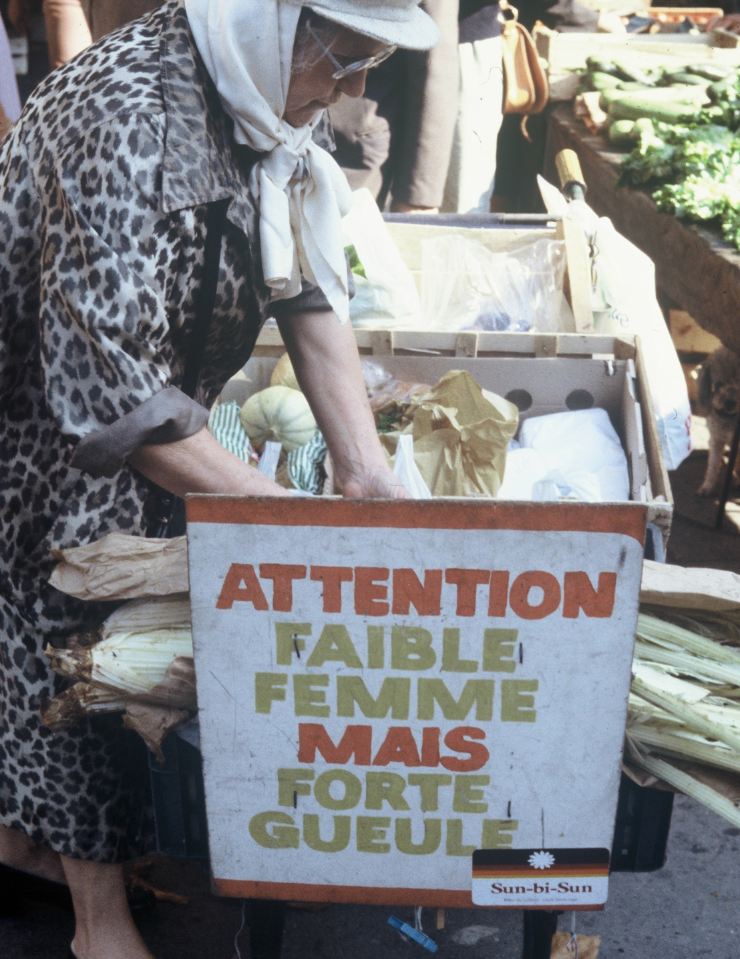 ATTENTION
FAIBLE
FEMME
MAIS
FORTE
GUEULE
Sun-bi-Sun